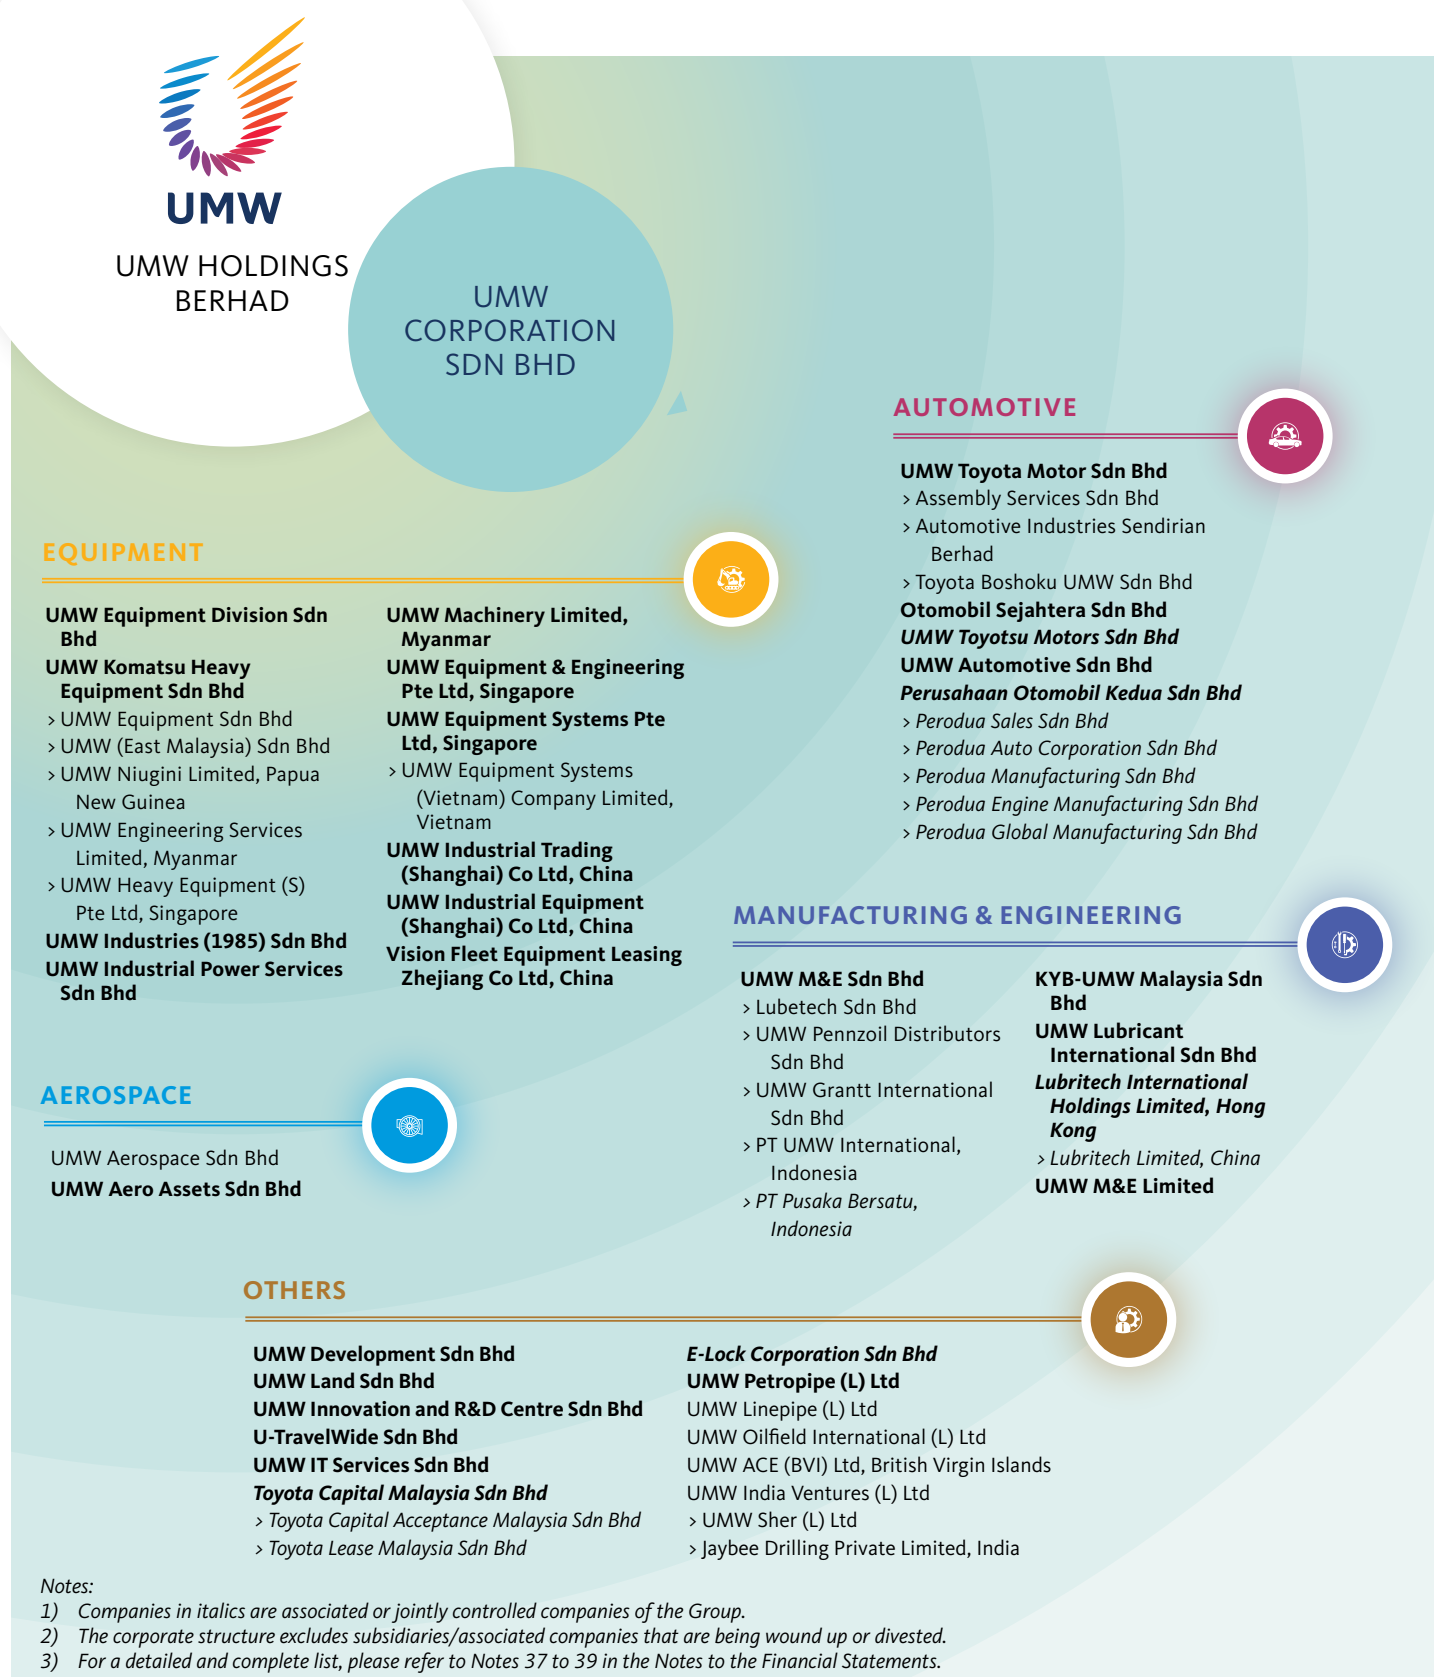 UMW
UMW HOLDINGS
BERHAD
UMW
CORPORATION
SDN BHD
AUTOMOTIVE
UMW Toyota Motor Sdn Bhd
> Assembly Services Sdn Bhd
> Automotive Industries Sendirian
Berhad
> Toyota Boshoku UMW Sdn Bhd
Otomobil Sejahtera Sdn Bhd
UMW Toyotsu Motors Sdn Bhd
UMW Automotive Sdn Bhd
Perusahaan Otomobil Kedua Sdn Bhd
> Perodua Sales Sdn Bhd
> Perodua Auto Corporation Sdn Bhd
> Perodua Manufacturing Sdn Bhd
> Perodua Engine Manufacturing Sdn Bhd
> Perodua Global Manufacturing Sdn Bhd
EQUIPMENT
UMW Equipment Division Sdn
Bhd
UMW Komatsu Heavy
Equipment Sdn Bhd
> UMW Equipment Sdn Bhd
> UMW (East Malaysia) Sdn Bhd
> UMW Niugini Limited, Papua
New Guinea
> UMW Engineering Services
Limited, Myanmar
> UMW Heavy Equipment (S)
Pte Ltd, Singapore
UMW Industries (1985) Sdn Bhd
UMW Industrial Power Services
Sdn Bhd
UMW Machinery Limited,
Myanmar
UMW Equipment & Engineering
Pte Ltd, Singapore
UMW Equipment Systems Pte
Ltd, Singapore
> UMW Equipment Systems
(Vietnam) Company Limited,
Vietnam
UMW Industrial Trading
(Shanghai) Co Ltd, China
UMW Industrial Equipment
(Shanghai) Co Ltd, China
Vision Fleet Equipment Leasing
Zhejiang Co Ltd, China
MANUFACTURING & ENGINEERING
UMW M&E Sdn Bhd
> Lubetech Sdn Bhd
> UMW Pennzoil Distributors
Sdn Bhd
> UMW Grantt International
Sdn Bhd
> PT UMW International,
Indonesia
> PT Pusaka Bersatu,
Indonesia
KYB-UMW Malaysia Sdn
Bhd
UMW Lubricant
International Sdn Bhd
Lubritech International
Holdings Limited, Hong
Kong
> Lubritech Limited, China
UMW M&E Limited
AEROSPACE
UMW Aerospace Sdn Bhd
UMW Aero Assets Sdn Bhd
OTHERS
UMW Development Sdn Bhd
UMW Land Sdn Bhd
UMW Innovation and R&D Centre Sdn Bhd
U-TravelWide Sdn Bhd
UMW IT Services Sdn Bhd
Toyota Capital Malaysia Sdn Bhd
> Toyota Capital Acceptance Malaysia Sdn Bhd
> Toyota Lease Malaysia Sdn Bhd
E-Lock Corporation Sdn Bhd
UMW Petropipe (L) Ltd
UMW Linepipe (L) Ltd
UMW Oilfield International (L) Ltd
UMW ACE (BVI) Ltd, British Virgin Islands
UMW India Ventures (L) Ltd
> UMW Sher (L) Ltd
> Jaybee Drilling Private Limited, India
Notes:
1) Companies in italics are associated or jointly controlled companies of the Group.
2) The corporate structure excludes subsidiaries/associated companies that are being wound up or divested.
3) For a detailed and complete list, please refer to Notes 37 to 39 in the Notes to the Financial Statements.